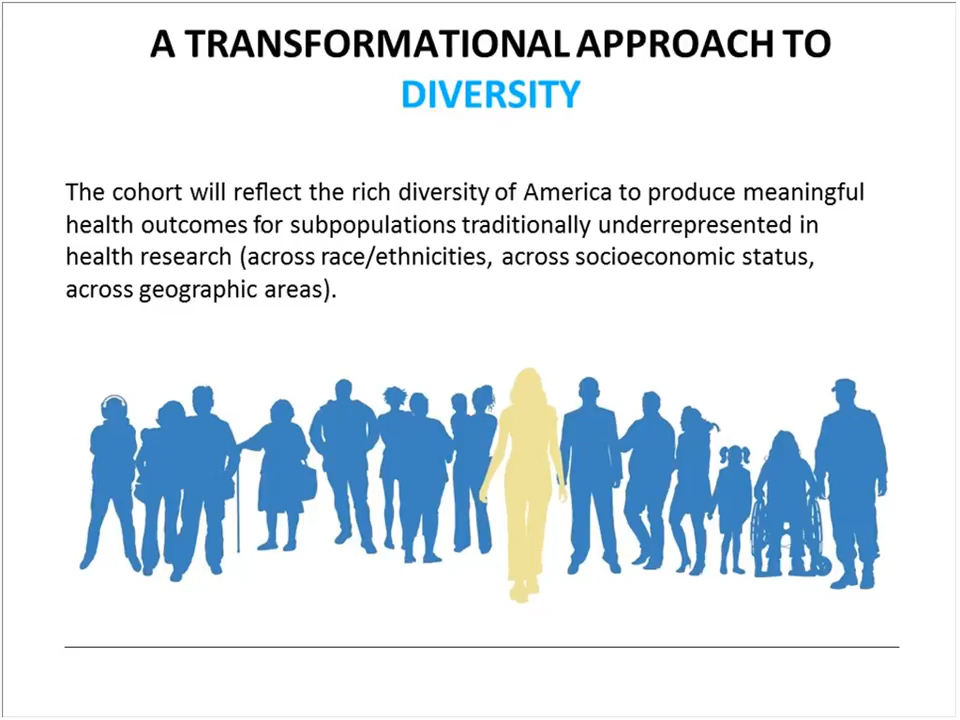 A TRANSFORMATIONAL APPROACH TO
DIVERSITY
The cohort will reflect the rich diversity of America to produce meaningful
health outcomes for subpopulations traditionally underrepresented in
health research (across race/ethnicities, across socioeconomic status,
across geographic areas).